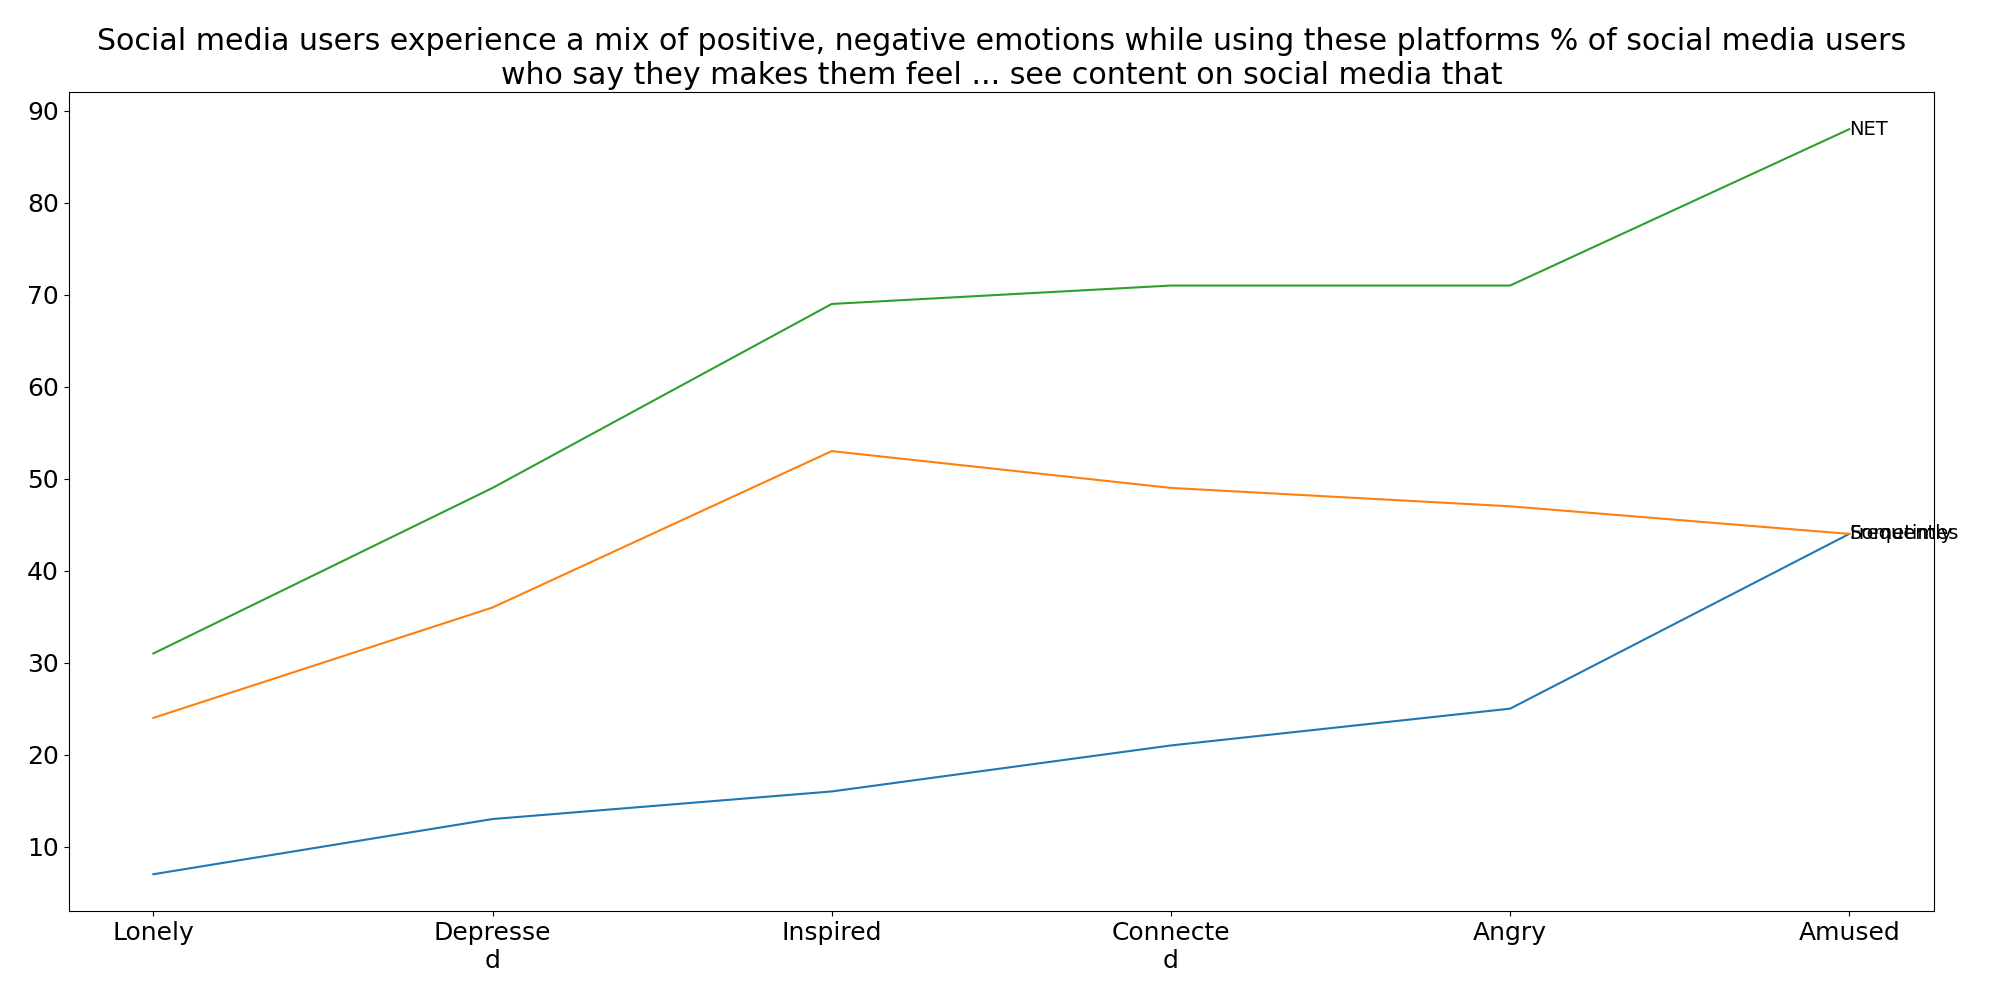 Social media users experience a mix of positive, negative emotions while using these platforms % of social media users
who say they makes them feel ... see content on social media that
90
80
70
60
50
40
30
20
10
NET
Frequently
Sometimes
Lonely
Depresse
d
Inspired
Connecte
d
Angry
Amused